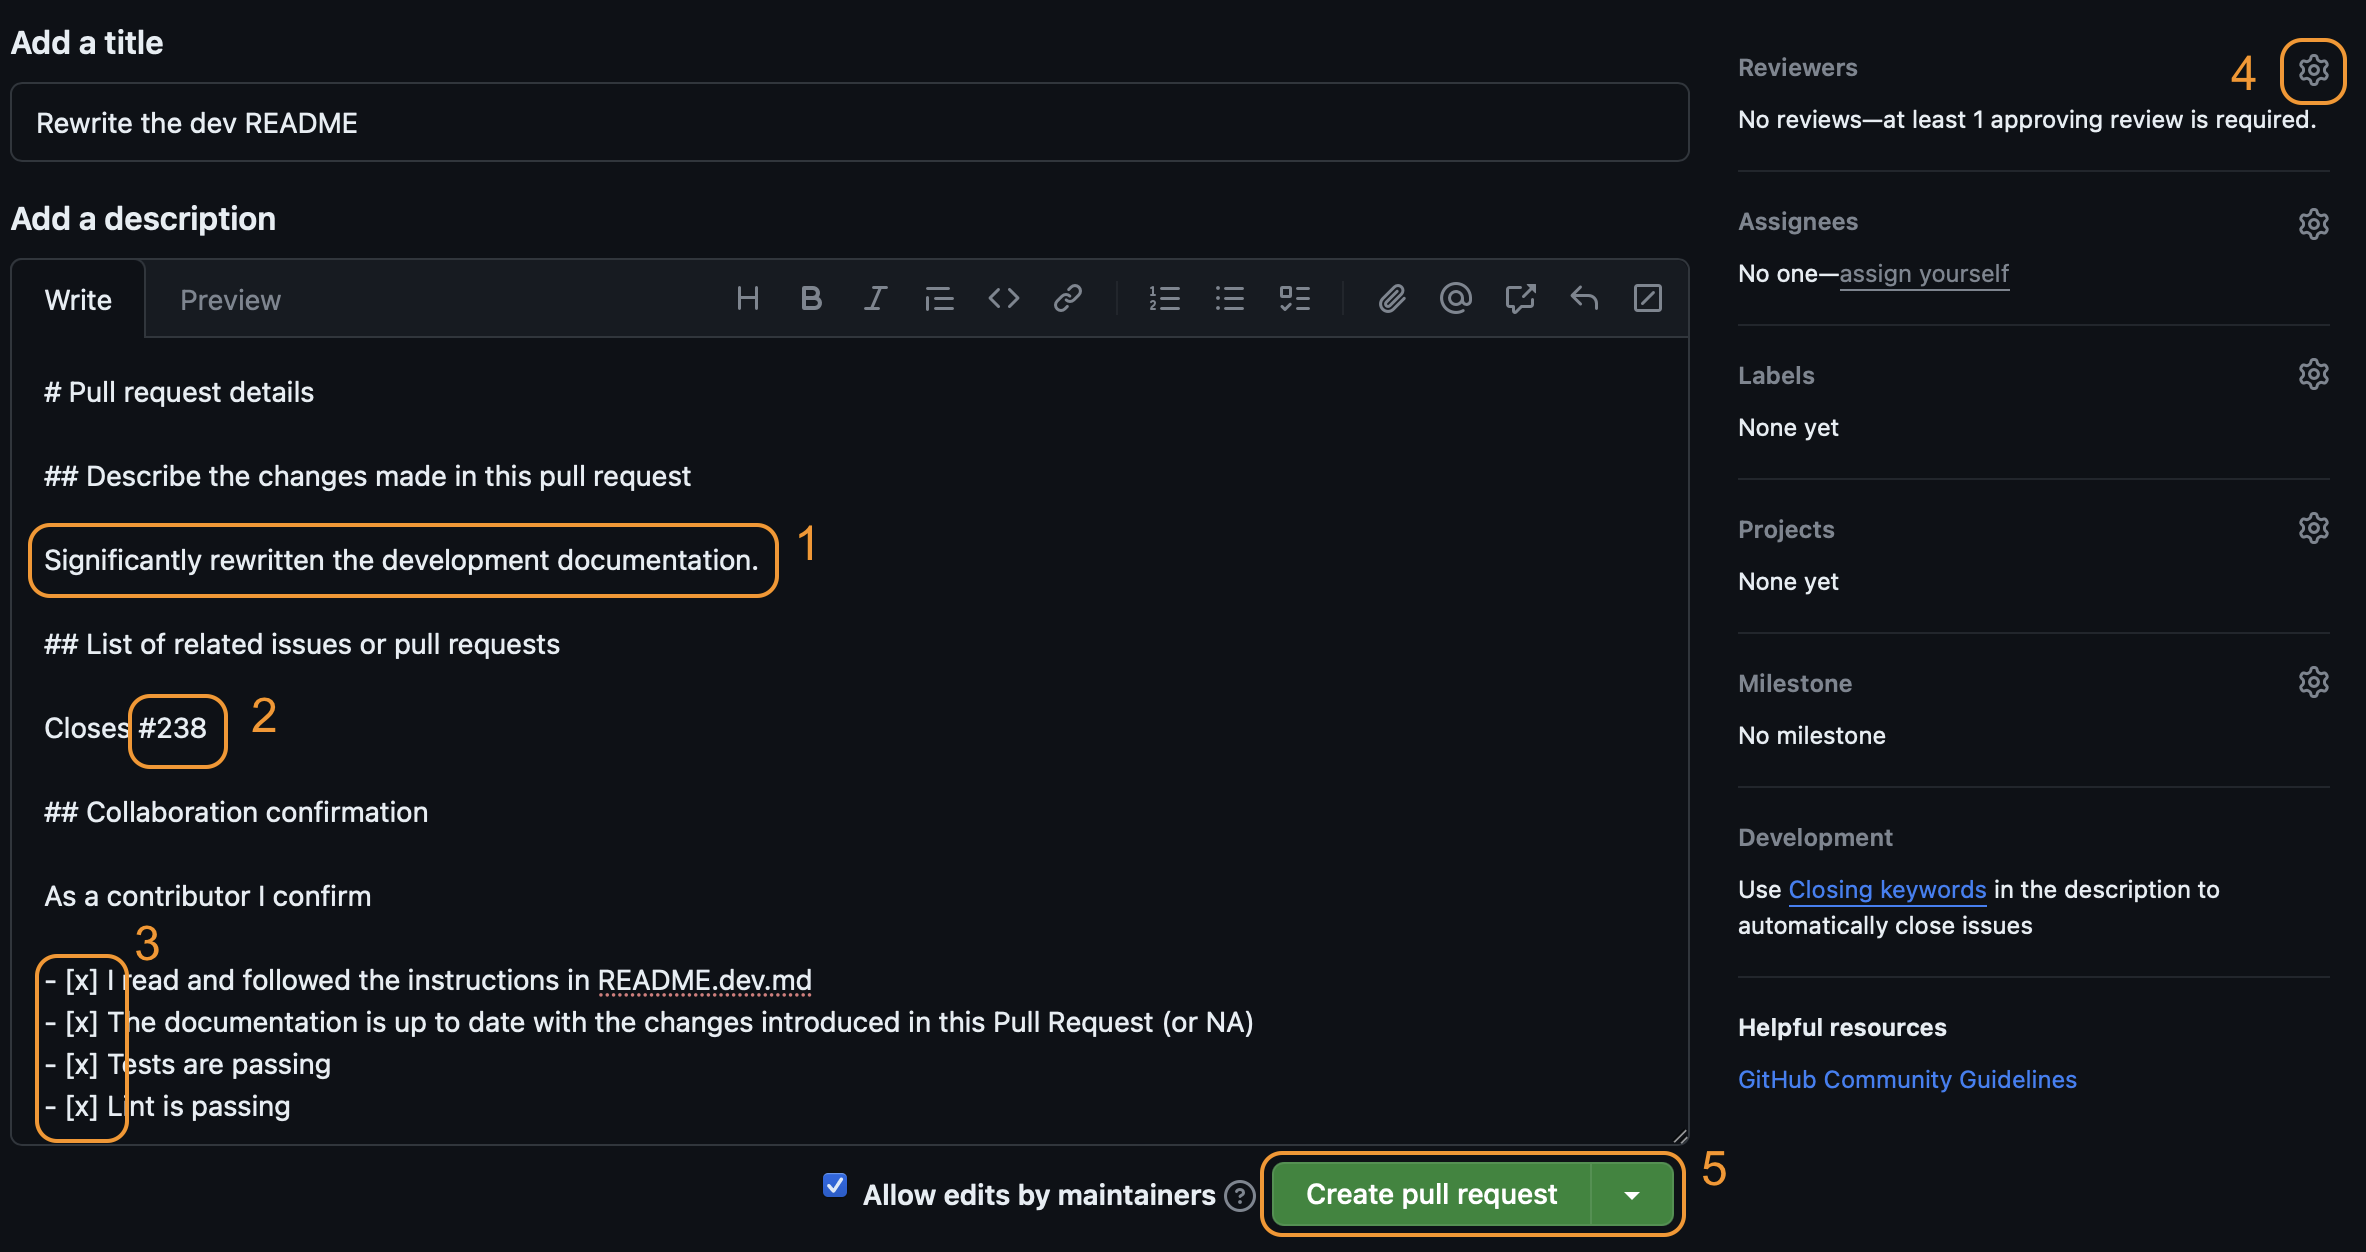 Add a title
Rewrite the dev README
Add a description
Write
Preview
# Pull request details
## Describe the changes made in this pull request
Significantly rewritten the development documentation.
1
## List of related issues or pull requests
Closes #238
2
## Collaboration confirmation
As a contributor I confirm
3
- [x] I read and followed the instructions in README.dev.md
- [x] The documentation is up to date with the changes introduced in this Pull Request (or NA)
- [x] Tests are passing
- [x] Lint is passing
Allow edits by maintainers
Create pull request
5
Reviewers
4
No reviews—at least 1 approving review is required.
Assignees
No one—assign yourself
Labels
None yet
Projects
None yet
Milestone
No milestone
Development
Use Closing keywords in the description to
automatically close issues
Helpful resources
GitHub Community Guidelines